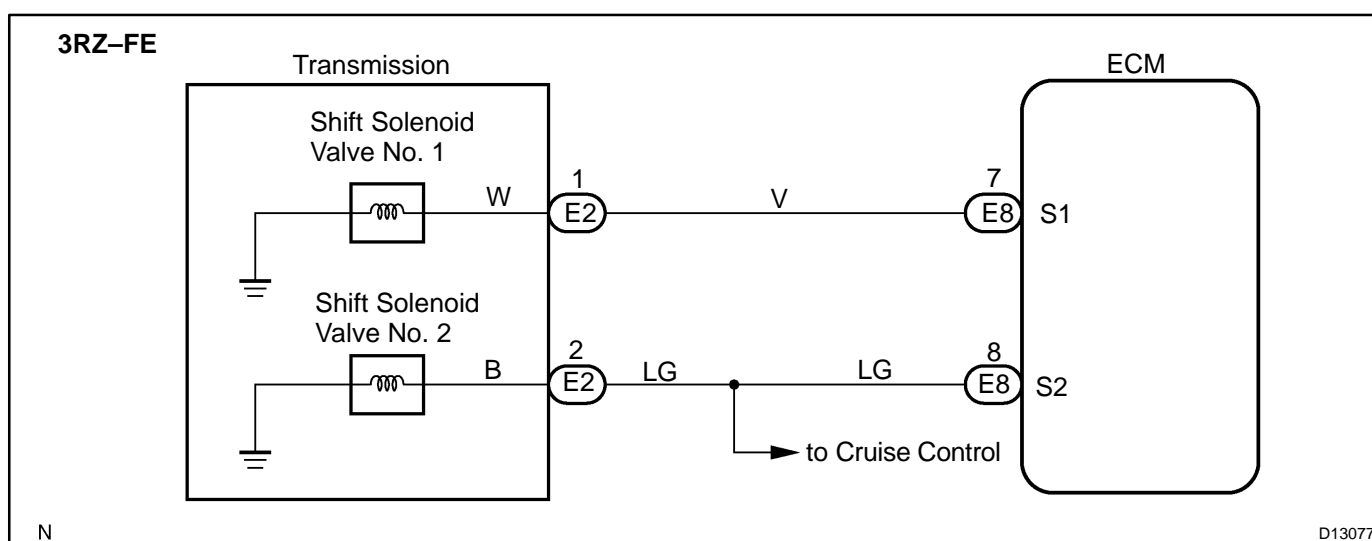 3RZ–FE
Transmission
ECM
Shift Solenoid
Valve No. 1
W
1
E2
V
7
E8
S1
Shift Solenoid
Valve No. 2
B
2
E2
LG
LG
8
E8
S2
to Cruise Control
N
D13077